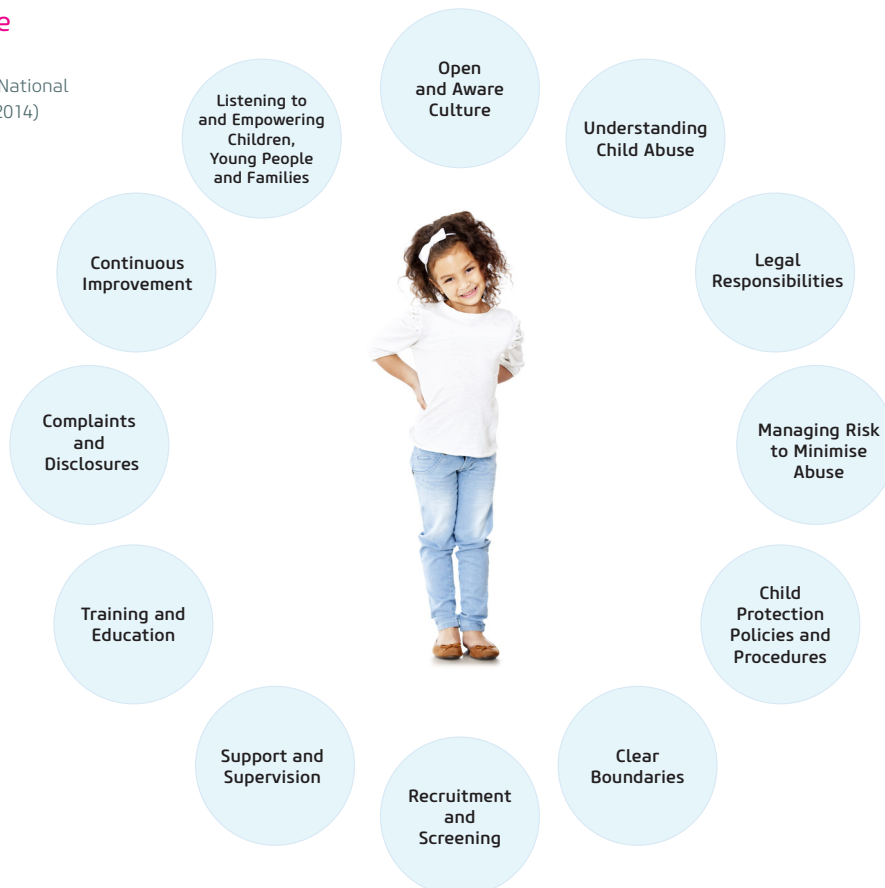 e
National
2014)
Open
and Aware
Culture
Understanding
Child Abuse
Legal
Responsibilities
Managing Risk
to Minimise
Abuse
Child
Protection
Policies and
Procedures
Clear
Boundaries
Recruitment
and
Screening
Support and
Supervision
Training and
Education
Complaints
and
Disclosures
Continuous
Improvement
Listening to
and Empowering
Children,
Young People
and Families